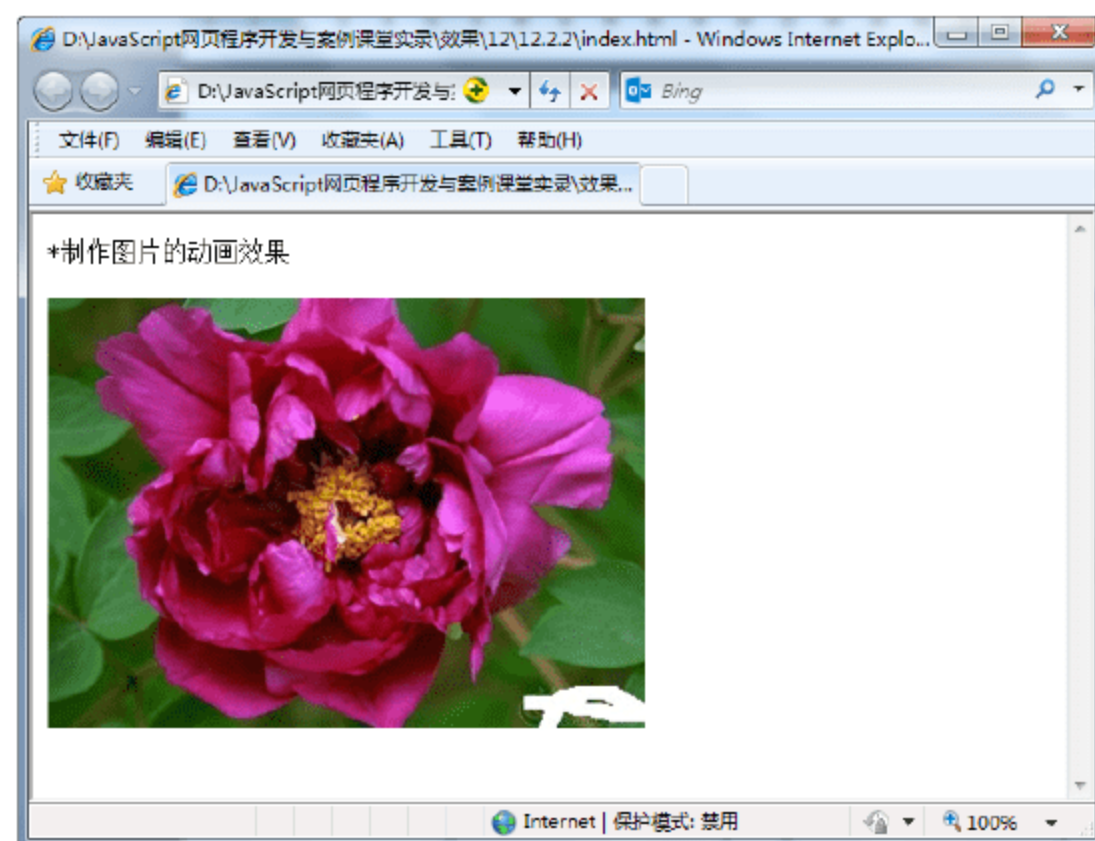 D:\JavaScript网页程序开发与案例课堂实录\效果\12\12.2.2\index.html - Windows Internet Explo...
D:\JavaScript网页程序开发与: Bing
文件(F) 编辑(E) 查看(V) 收藏夹(A) 工具(T) 帮助(H)
收藏夹 D:\JavaScript网页程序开发与案例课堂实录\效果...
*制作图片的动画效果
Internet | 保护模式: 禁用 100%